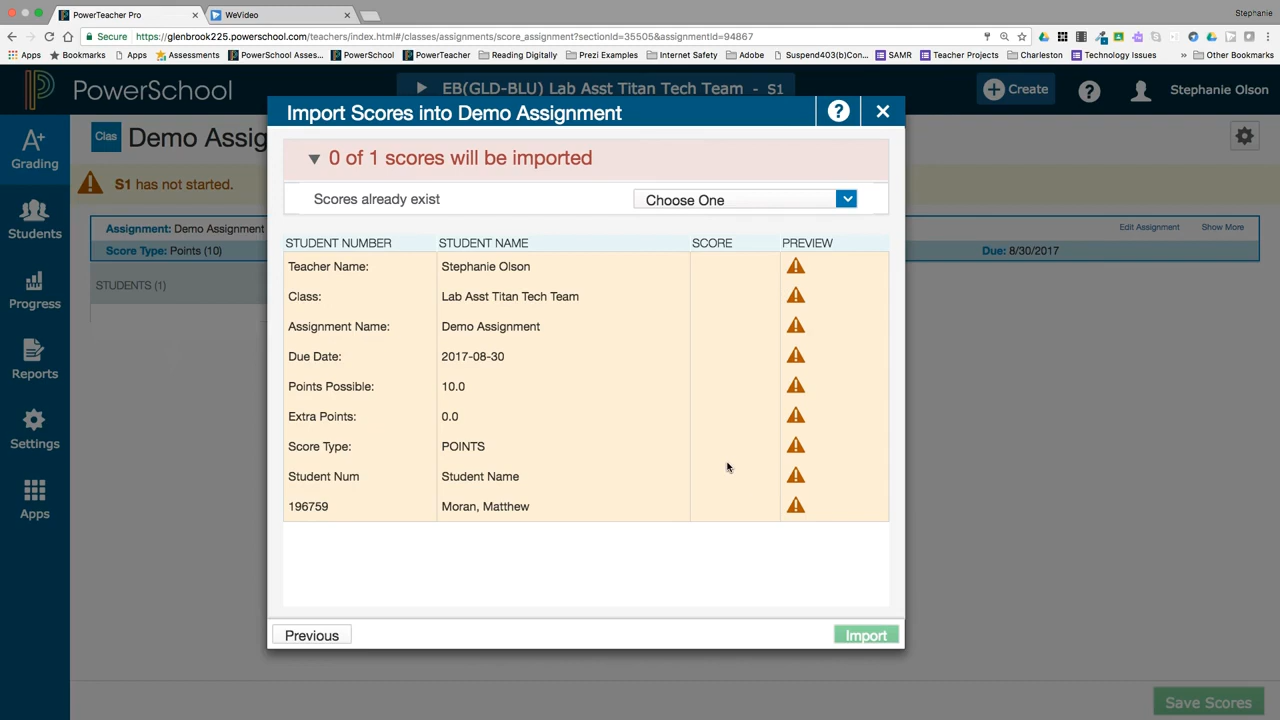 PowerTeacher Pro
WeVideo
Stephanie
Secure
https://glenbrook225.powerschool.com/teachers/index.html#/classes/assignments/score_assignment?sectionId=35505&assignmentId=94867
Apps Bookmarks Apps Assessments PowerSchool Asses... PowerSchool PowerTeacher Reading Digitally Prezi Examples Internet Safety Adobe Suspend403(b)Con... SAMR Teacher Projects Charleston Technology Issues » Other Bookmarks
PowerSchool
EB(GLD-BLU) Lab Asst Titan Tech Team - S1
Create
?
Stephanie Olson
A+
Grading
Students
Progress
Reports
Settings
Apps
Clas
Demo Assig
S1 has not started.
Assignment: Demo Assignment
Edit Assignment
Show More
Score Type: Points (10)
Due: 8/30/2017
STUDENTS (1)
Import Scores into Demo Assignment
?
0 of 1 scores will be imported
Scores already exist
Choose One
STUDENT NUMBER STUDENT NAME SCORE PREVIEW
Teacher Name: Stephanie Olson
Class: Lab Asst Titan Tech Team
Assignment Name: Demo Assignment
Due Date: 2017-08-30
Points Possible: 10.0
Extra Points: 0.0
Score Type: POINTS
Student Num Student Name
196759 Moran, Matthew
Previous
Import
Save Scores